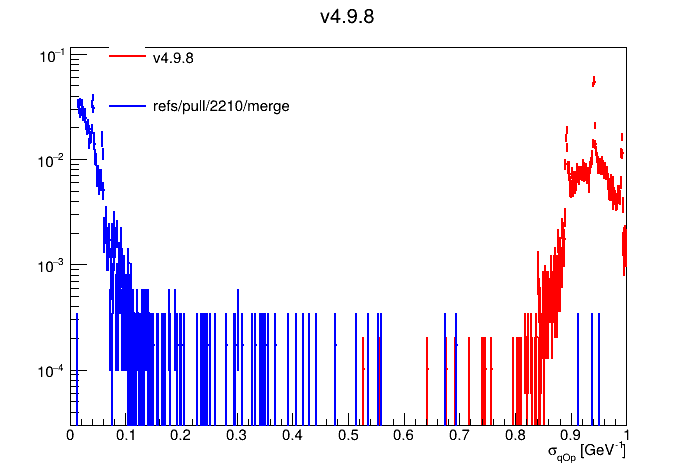 v4.9.8
v4.9.8
refs/pull/2210/merge
10⁻¹
10⁻²
10⁻³
10⁻⁴
0 0.1 0.2 0.3 0.4 0.5 0.6 0.7 0.8 0.9 1
σ_qOp [GeV⁻¹]